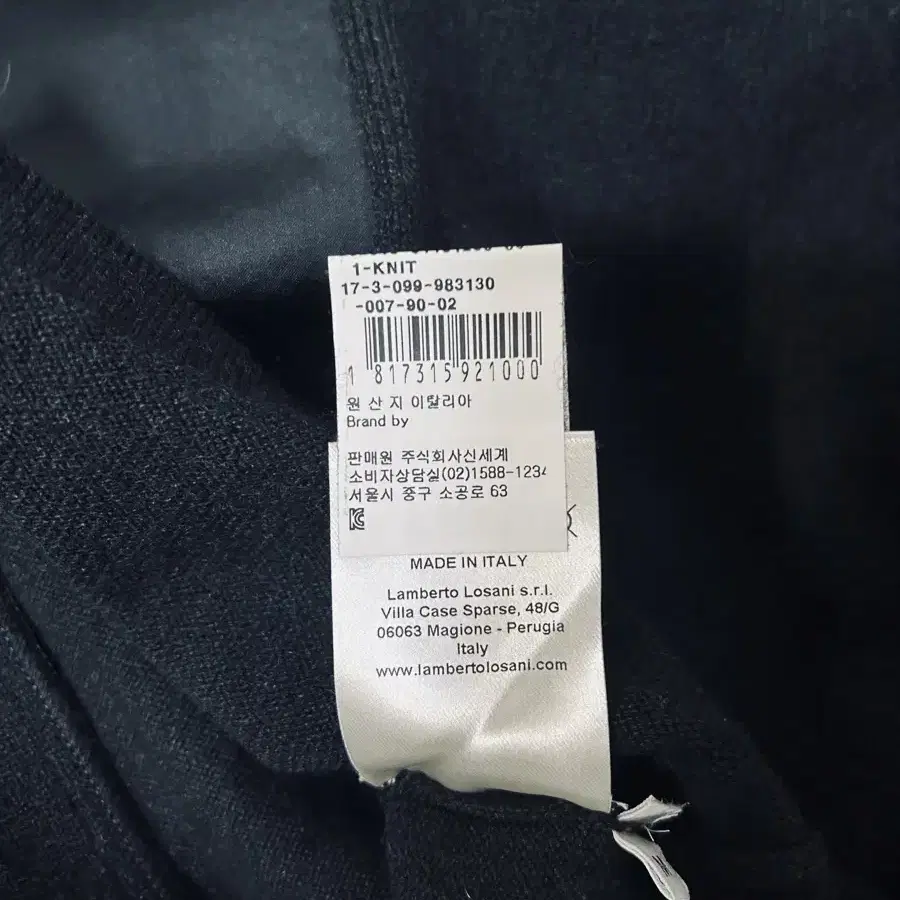 1-KNIT
17-3-099-983130
-007-90-02
1 817315 921000
원 산 지 이탈리아
Brand by
판매원 주식회사신세계
소비자상담실(02)1588-1234
서울시 중구 소공로 63
MADE IN ITALY
Lamberto Losani s.r.l.
Villa Case Sparse, 48/G
06063 Magione - Perugia
Italy
www.lambertolosani.com